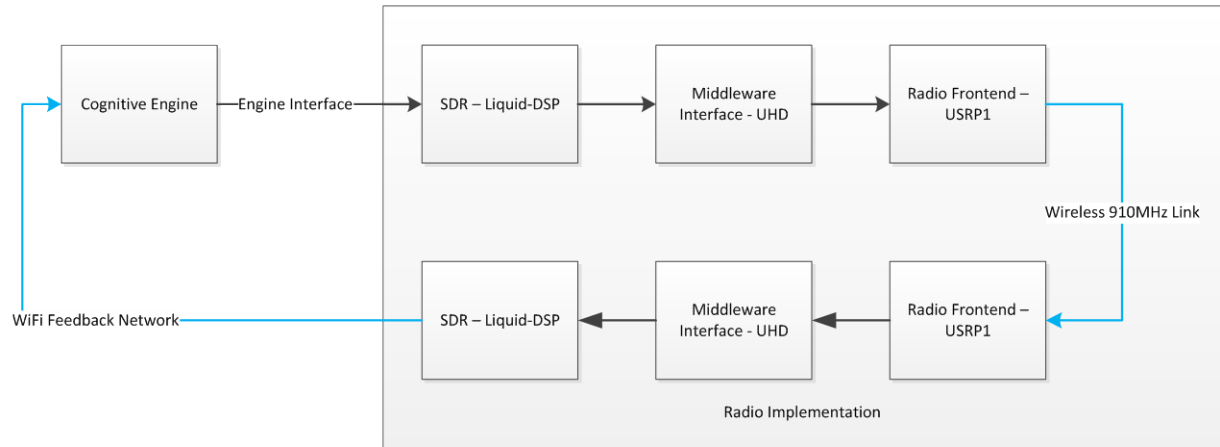 Cognitive Engine
Engine Interface
SDR – Liquid-DSP
Middleware
Interface - UHD
Radio Frontend –
USRP1
Wireless 910MHz Link
Radio Frontend –
USRP1
Middleware
Interface - UHD
SDR – Liquid-DSP
WiFi Feedback Network
Radio Implementation